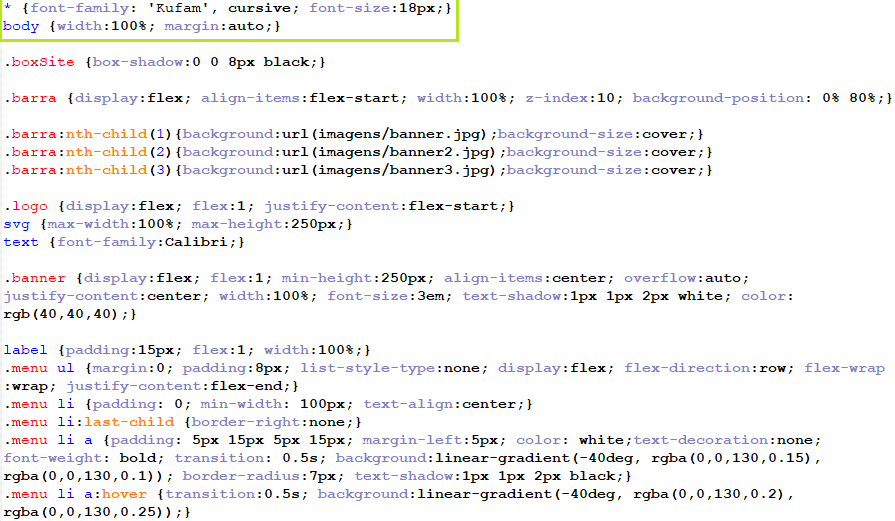 * {font-family: 'Kufam', cursive; font-size:18px;}
body {width:100%; margin:auto;}
.boxSite {box-shadow:0 0 8px black;}
.barra {display:flex; align-items:flex-start; width:100%; z-index:10; background-position: 0% 80%;}
.barra:nth-child(1){background:url(imagens/banner.jpg);background-size:cover;}
.barra:nth-child(2){background:url(imagens/banner2.jpg);background-size:cover;}
.barra:nth-child(3){background:url(imagens/banner3.jpg);background-size:cover;}
.logo {display:flex; flex:1; justify-content:flex-start;}
svg {max-width:100%; max-height:250px;}
text {font-family:Calibri;}
.banner {display:flex; flex:1; min-height:250px; align-items:center; overflow:auto;
justify-content:center; width:100%; font-size:3em; text-shadow:1px 1px 2px white; color:
rgb(40,40,40);}
label {padding:15px; flex:1; width:100%;}
.menu ul {margin:0; padding:8px; list-style-type:none; display:flex; flex-direction:row; flex-wrap
:wrap; justify-content:flex-end;}
.menu li {padding: 0; min-width: 100px; text-align:center;}
.menu li:last-child {border-right:none;}
.menu li a {padding: 5px 15px 5px 15px; margin-left:5px; color: white;text-decoration:none;
font-weight: bold; transition: 0.5s; background:linear-gradient(-40deg, rgba(0,0,130,0.15),
rgba(0,0,130,0.1)); border-radius:7px; text-shadow:1px 1px 2px black;}
.menu li a:hover {transition:0.5s; background:linear-gradient(-40deg, rgba(0,0,130,0.2),
rgba(0,0,130,0.25));}